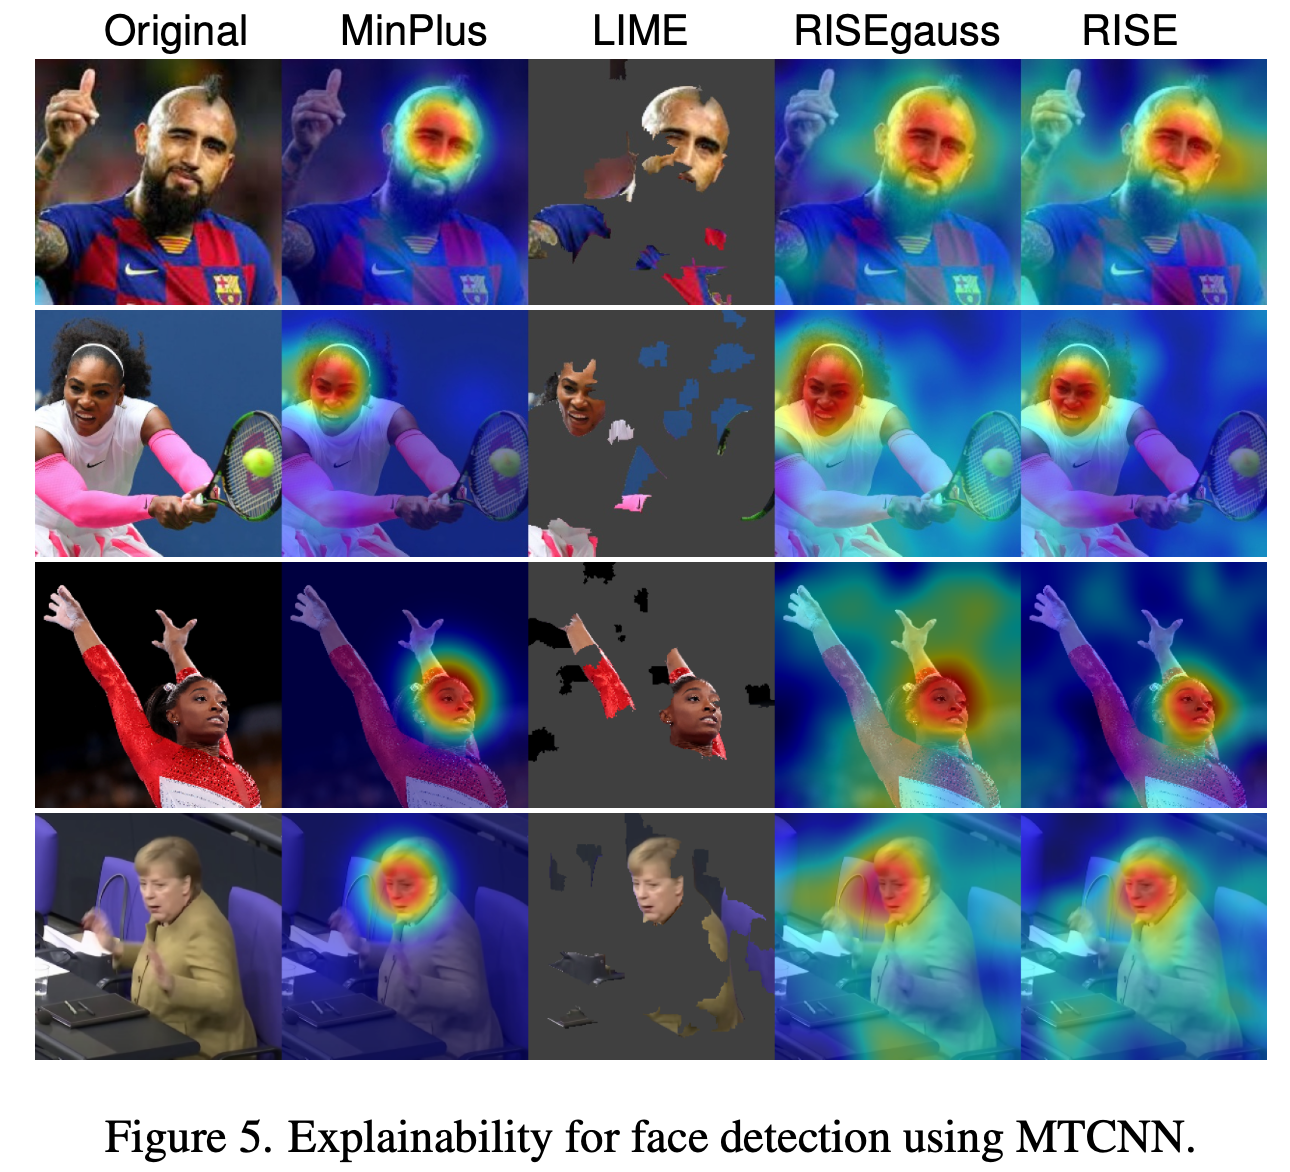 Original MinPlus LIME RISEgauss RISE
Figure 5. Explainability for face detection using MTCNN.